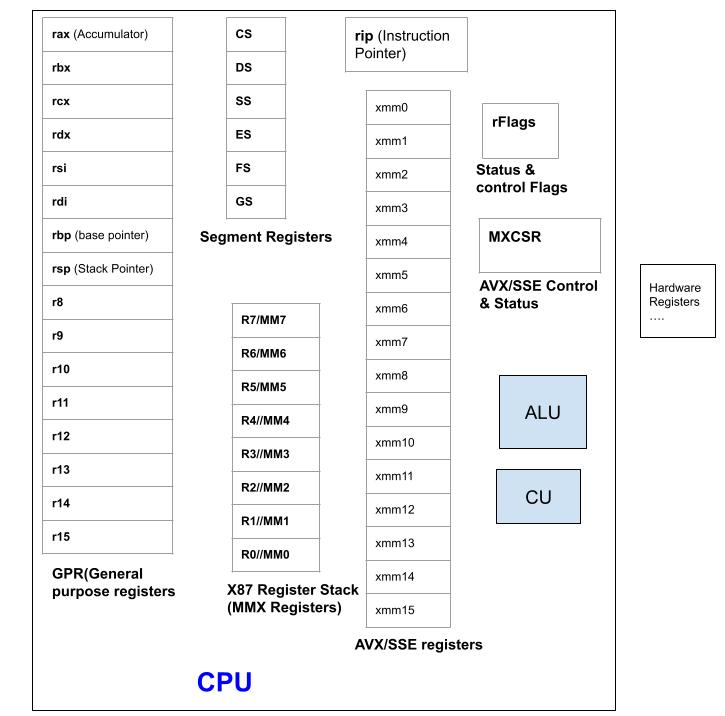 rax (Accumulator)
rbx
rcx
rdx
rsi
rdi
rbp (base pointer)
rsp (Stack Pointer)
r8
r9
r10
r11
r12
r13
r14
r15
GPR(General
purpose registers
CS
DS
SS
ES
FS
GS
Segment Registers
R7/MM7
R6/MM6
R5/MM5
R4//MM4
R3//MM3
R2//MM2
R1//MM1
R0//MM0
X87 Register Stack
(MMX Registers)
rip (Instruction
Pointer)
xmm0
xmm1
xmm2
xmm3
xmm4
xmm5
xmm6
xmm7
xmm8
xmm9
xmm10
xmm11
xmm12
xmm13
xmm14
xmm15
AVX/SSE registers
rFlags
Status &
control Flags
MXCSR
AVX/SSE Control
& Status
ALU
CU
CPU
Hardware
Registers
....